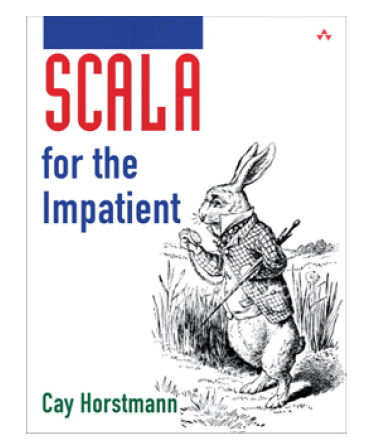 SCALA
for the
Impatient
Cay Horstmann